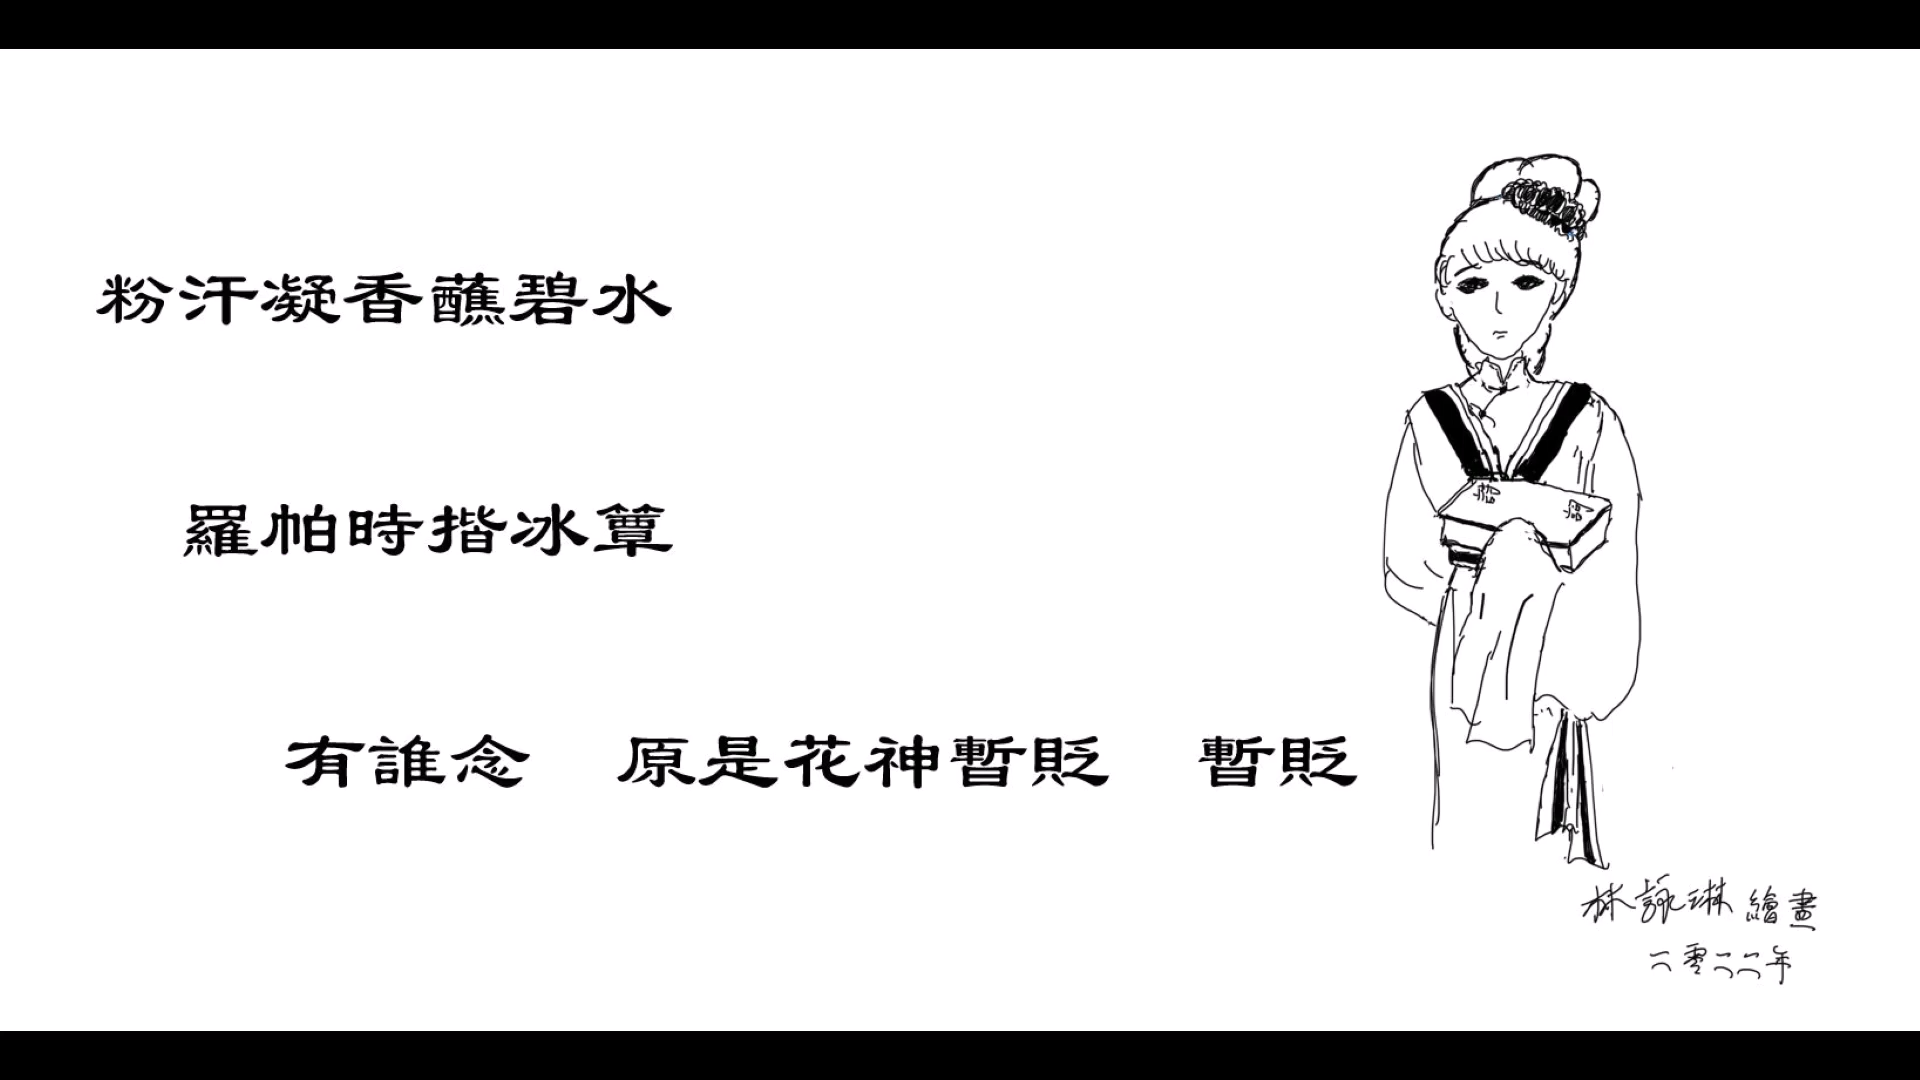 粉汗凝香蘸碧水
羅帕時揩冰簟
有誰念　原是花神暫貶　暫貶
林詠琳繪畫
二零二二年